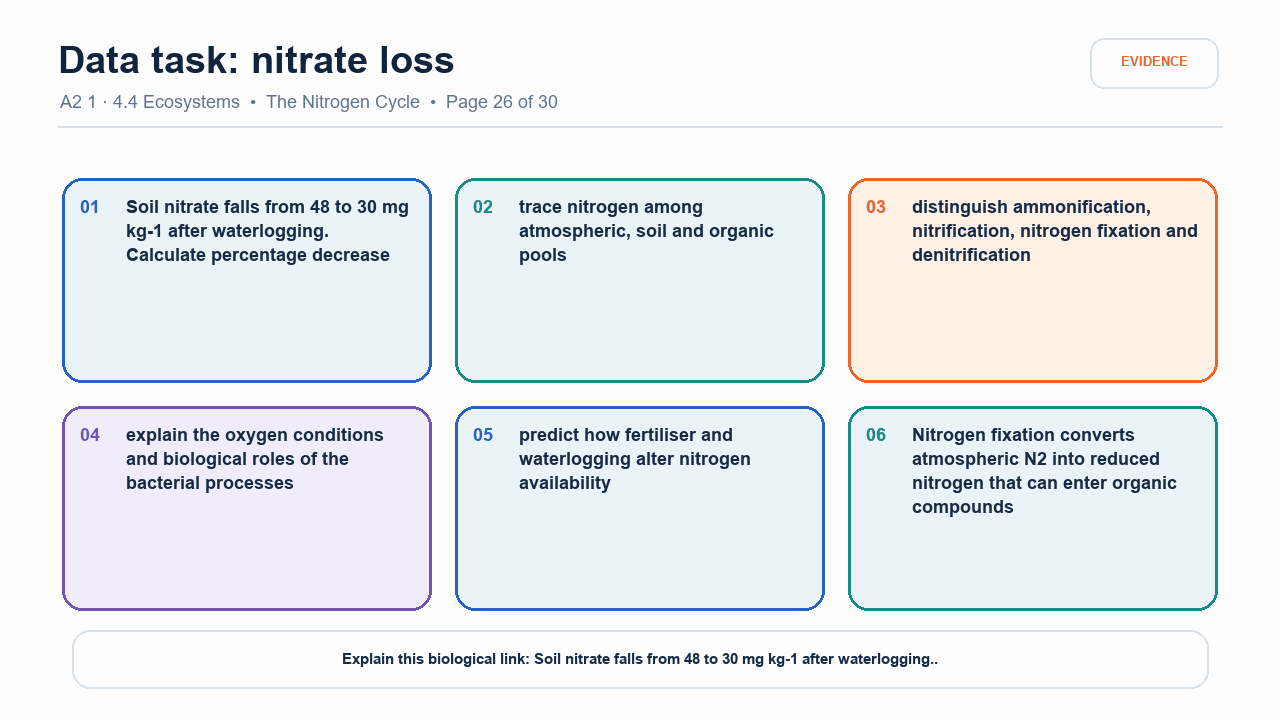 Data task: nitrate loss
EVIDENCE
A2 1 · 4.4 Ecosystems • The Nitrogen Cycle • Page 26 of 30
01
Soil nitrate falls from 48 to 30 mg
kg-1 after waterlogging.
Calculate percentage decrease
02
trace nitrogen among
atmospheric, soil and organic
pools
03
distinguish ammonification,
nitrification, nitrogen fixation and
denitrification
04
explain the oxygen conditions
and biological roles of the
bacterial processes
05
predict how fertiliser and
waterlogging alter nitrogen
availability
06
Nitrogen fixation converts
atmospheric N2 into reduced
nitrogen that can enter organic
compounds
Explain this biological link: Soil nitrate falls from 48 to 30 mg kg-1 after waterlogging..